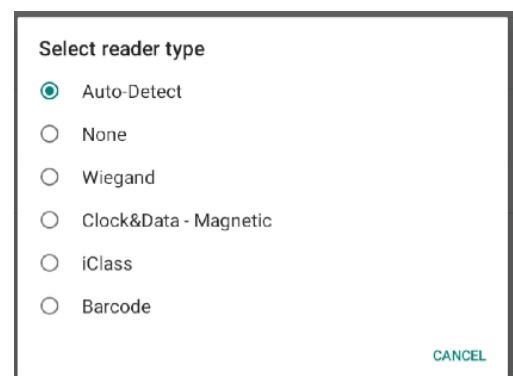 Select reader type
Auto-Detect
None
Wiegand
Clock&Data - Magnetic
iClass
Barcode
CANCEL